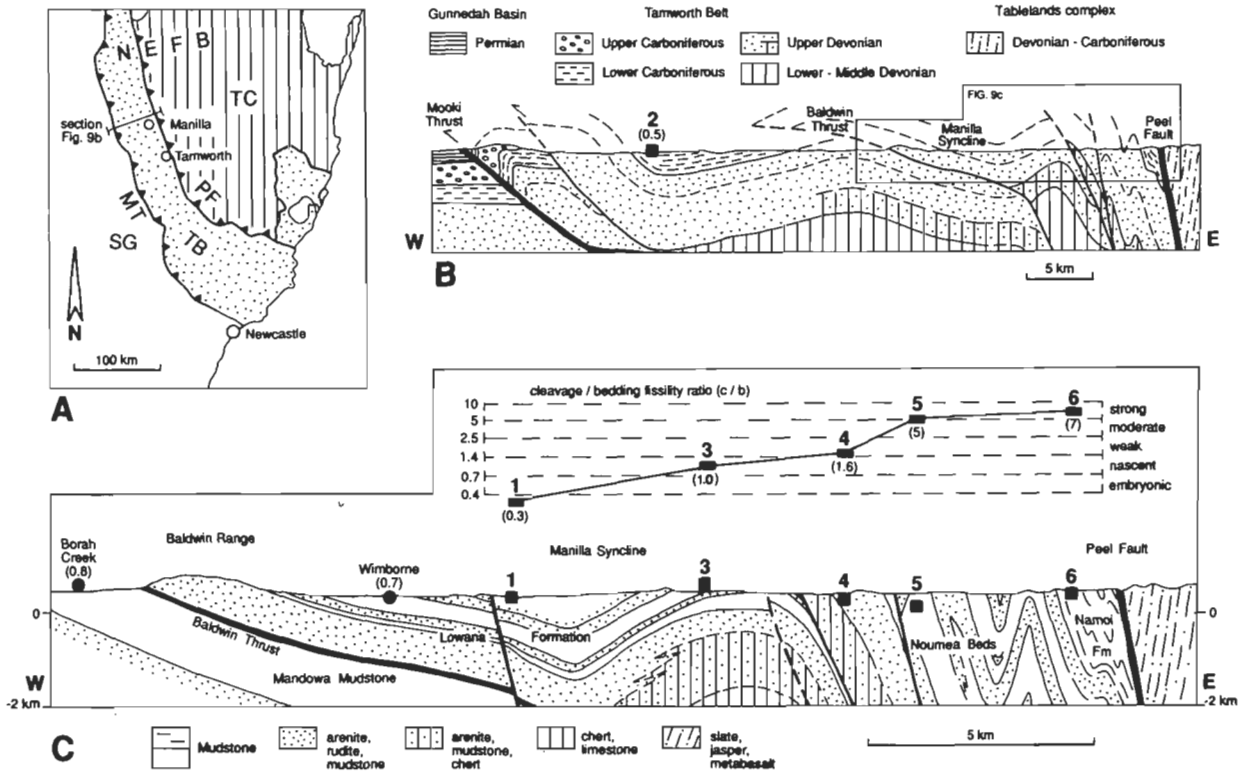 A
N
E F B
TC
section
Fig. 9b
Manilla
Tamworth
PF
MT
TB
SG
N
Newcastle
100 km
Gunnedah Basin
Tamworth Belt
Tablelands complex
B
Permian
Upper Carboniferous
Upper Devonian
Devonian - Carboniferous
Lower Carboniferous
Lower - Middle Devonian
FIG. 9c
Mooki
Thrust
2
(0.5)
Baldwin
Thrust
Manilla
Syncline
Peel
Fault
W
E
5 km
cleavage / bedding fissility ratio (c / b)
10
5
2.5
1.4
0.7
0.4
strong
moderate
weak
nascent
embryonic
1
(0.3)
3
(1.0)
4
(1.6)
5
(5)
6
(7)
Borah
Creek
(0.8)
Baldwin Range
Wimborne
(0.7)
Manilla Syncline
Peel Fault
1
3
4
5
6
0
0
Baldwin Thrust
Lowana Formation
Mandowa Mudstone
Noumea Beds
Namoi
Fm
W
E
-2 km
-2 km
C
Mudstone
arenite,
rudite,
mudstone
arenite,
mudstone,
chert
chert,
limestone
slate,
jasper,
metabasalt
5 km